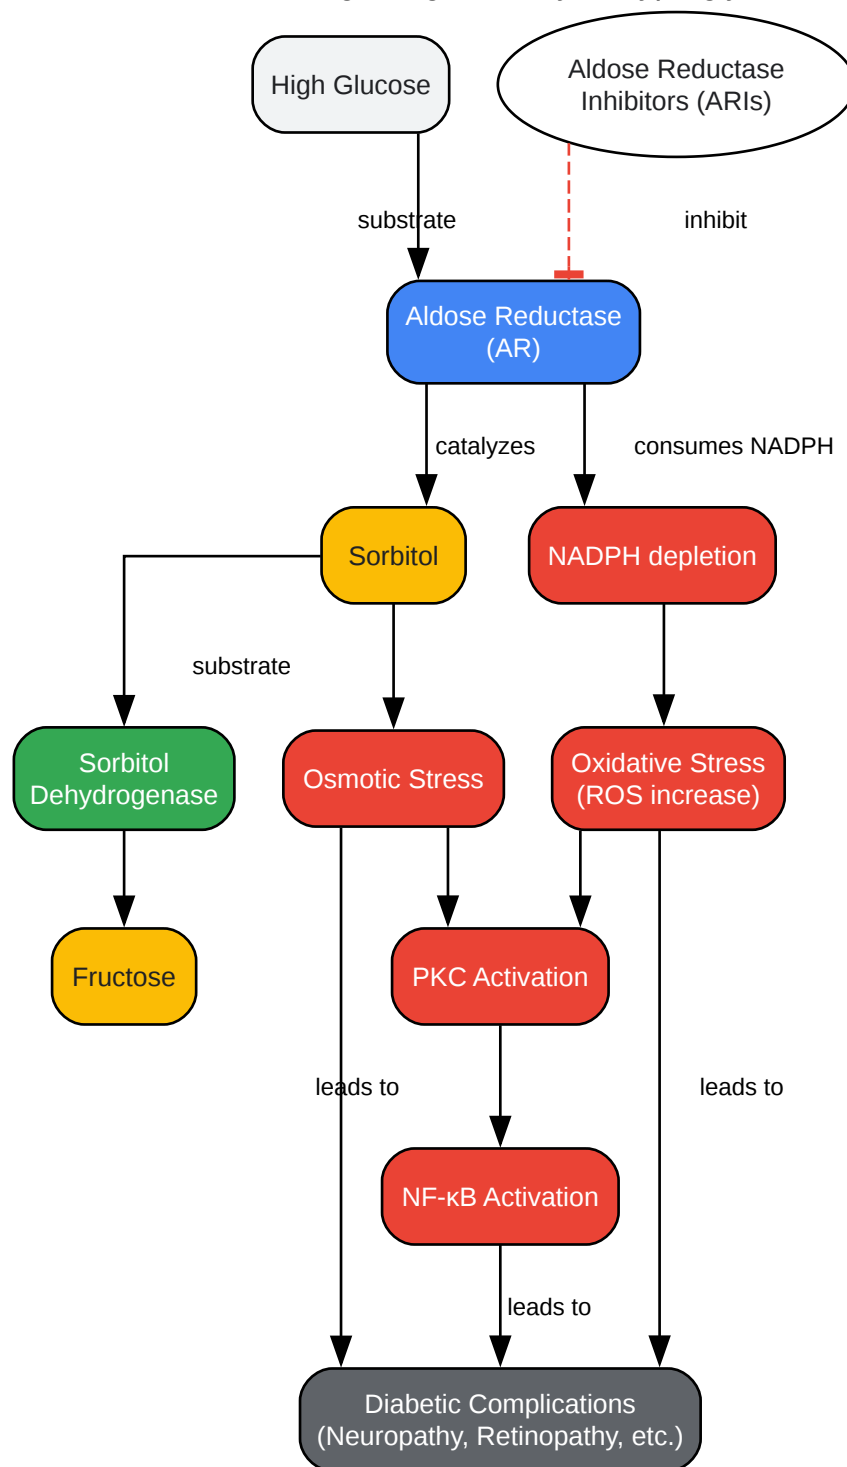 High Glucose
Aldose Reductase
Inhibitors (ARIs)
substrate
inhibit
Aldose Reductase
(AR)
catalyzes
consumes NADPH
Sorbitol
NADPH depletion
substrate
Sorbitol
Dehydrogenase
Osmotic Stress
Oxidative Stress
(ROS increase)
Fructose
PKC Activation
leads to
leads to
NF-κB Activation
leads to
Diabetic Complications
(Neuropathy, Retinopathy, etc.)